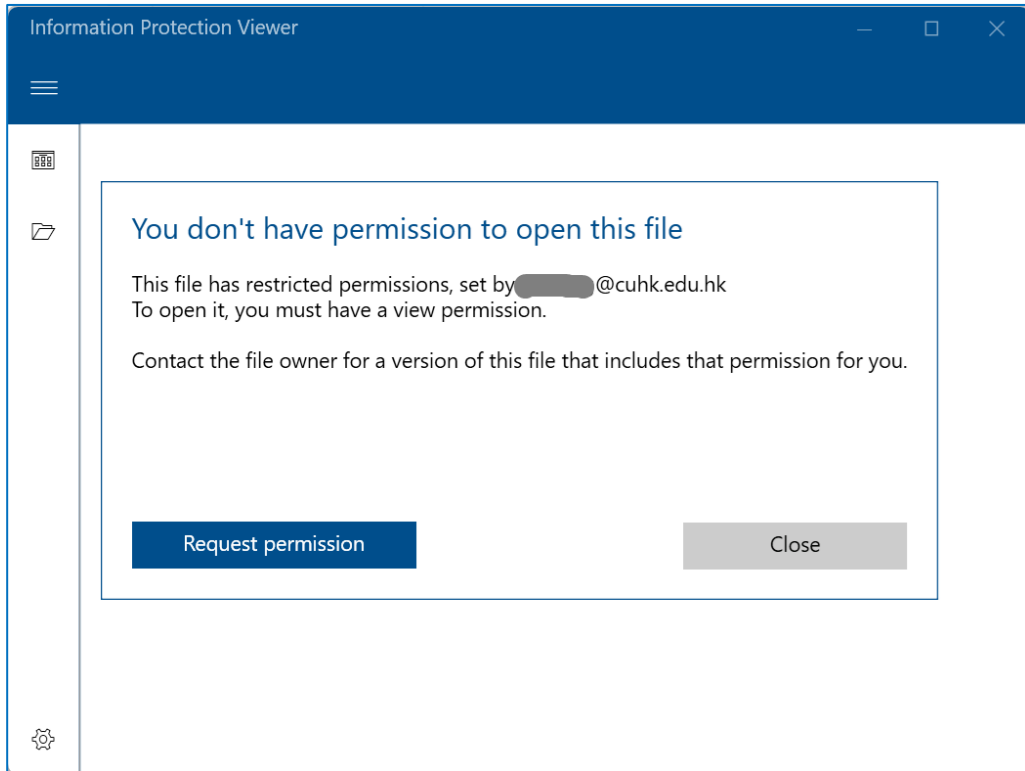 Information Protection Viewer
You don't have permission to open this file
This file has restricted permissions, set by @cuhk.edu.hk
To open it, you must have a view permission.
Contact the file owner for a version of this file that includes that permission for you.
Request permission
Close